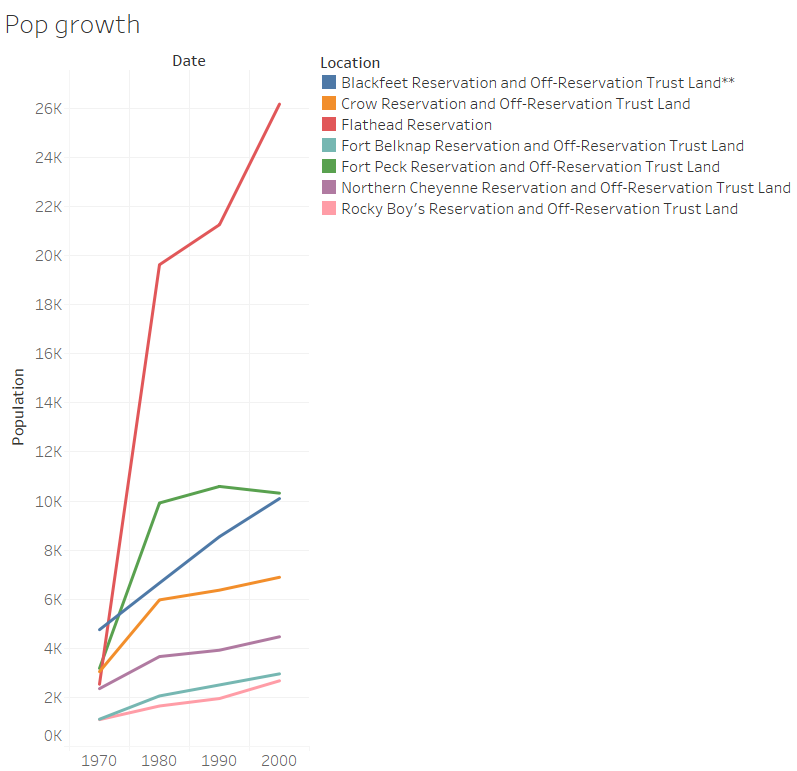 Pop growth
Date
Location
Blackfeet Reservation and Off-Reservation Trust Land**
Crow Reservation and Off-Reservation Trust Land
Flathead Reservation
Fort Belknap Reservation and Off-Reservation Trust Land
Fort Peck Reservation and Off-Reservation Trust Land
Northern Cheyenne Reservation and Off-Reservation Trust Land
Rocky Boy's Reservation and Off-Reservation Trust Land
Population
26K
24K
22K
20K
18K
16K
14K
12K
10K
8K
6K
4K
2K
0K
1970 1980 1990 2000